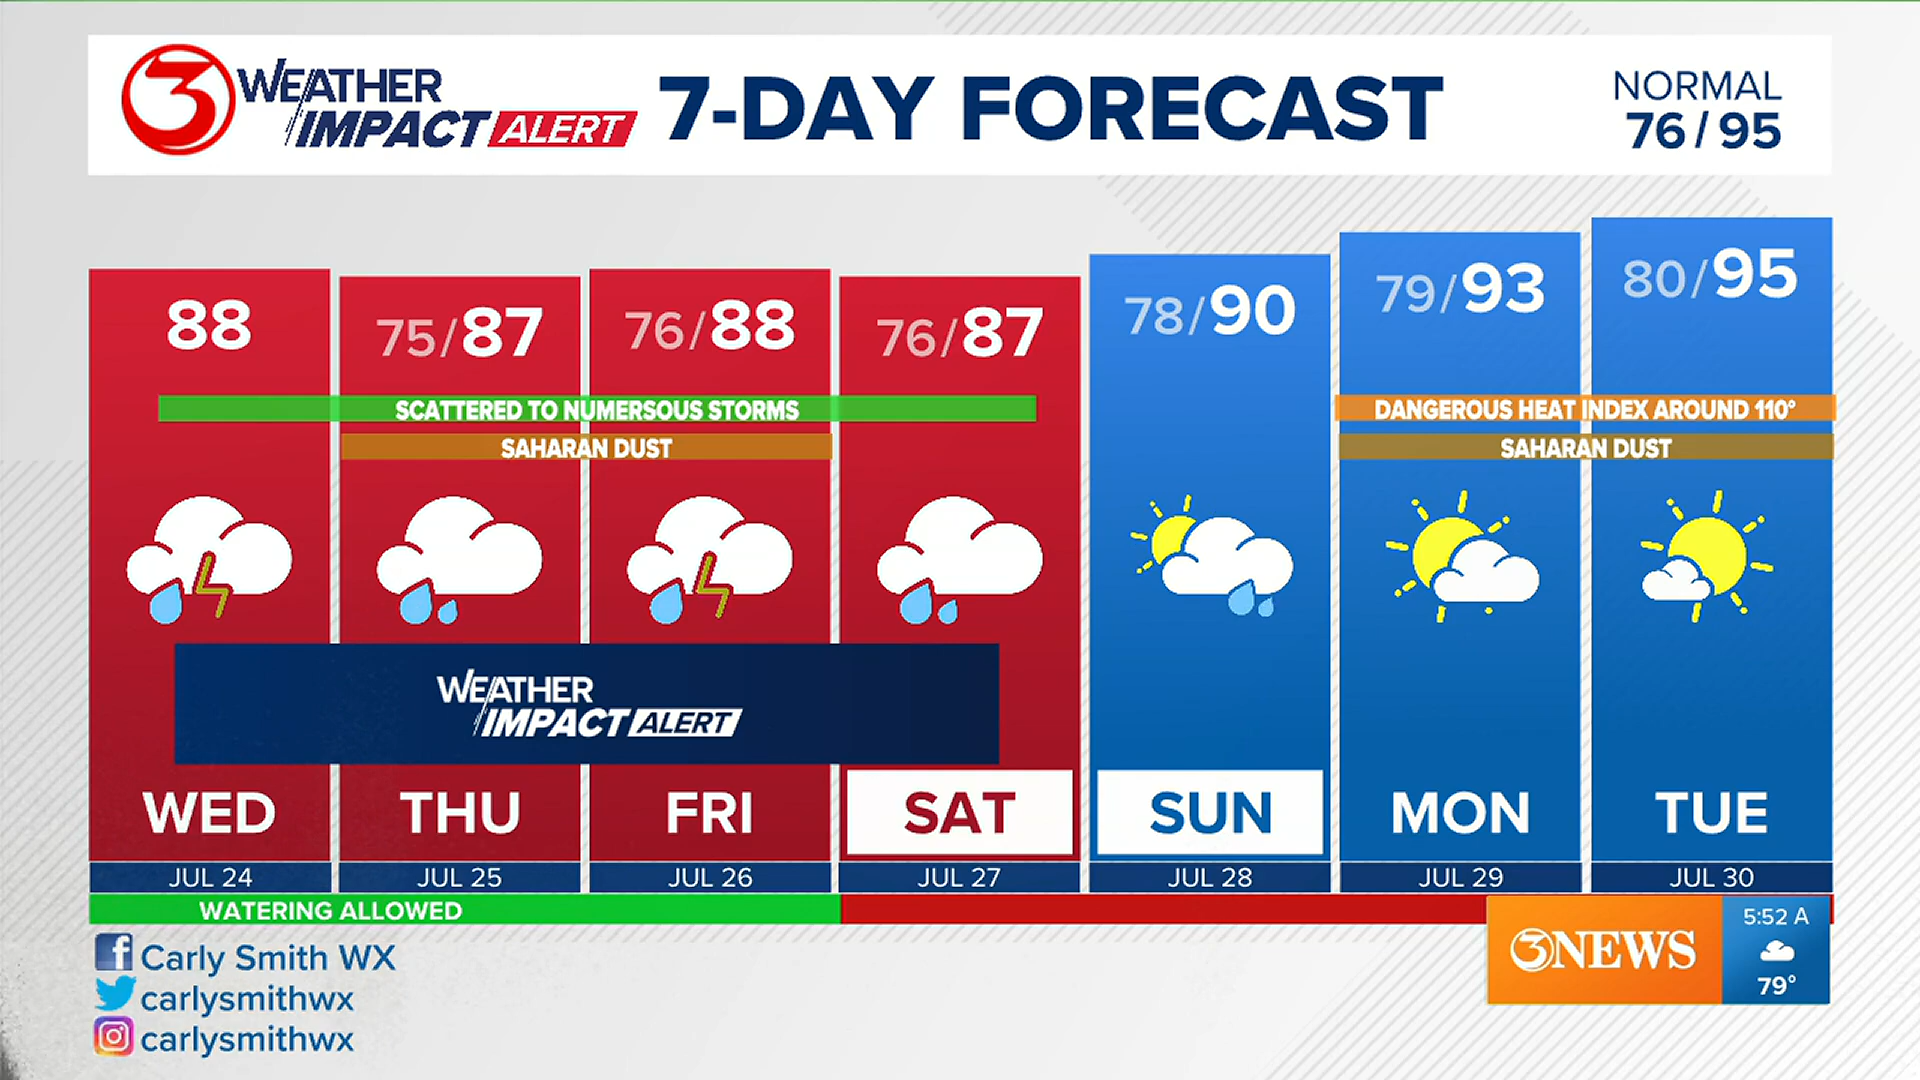 3 WEATHER IMPACT ALERT
7-DAY FORECAST
NORMAL
76/95
88
75/87
76/88
76/87
78/90
79/93
80/95
SCATTERED TO NUMERSOUS STORMS
DANGEROUS HEAT INDEX AROUND 110°
SAHARAN DUST
SAHARAN DUST
WEATHER
IMPACT ALERT
WED
THU
FRI
SAT
SUN
MON
TUE
JUL 24
JUL 25
JUL 26
JUL 27
JUL 28
JUL 29
JUL 30
WATERING ALLOWED
f Carly Smith WX
carlysmithwx
carlysmithwx
3NEWS
5:52 A
79°